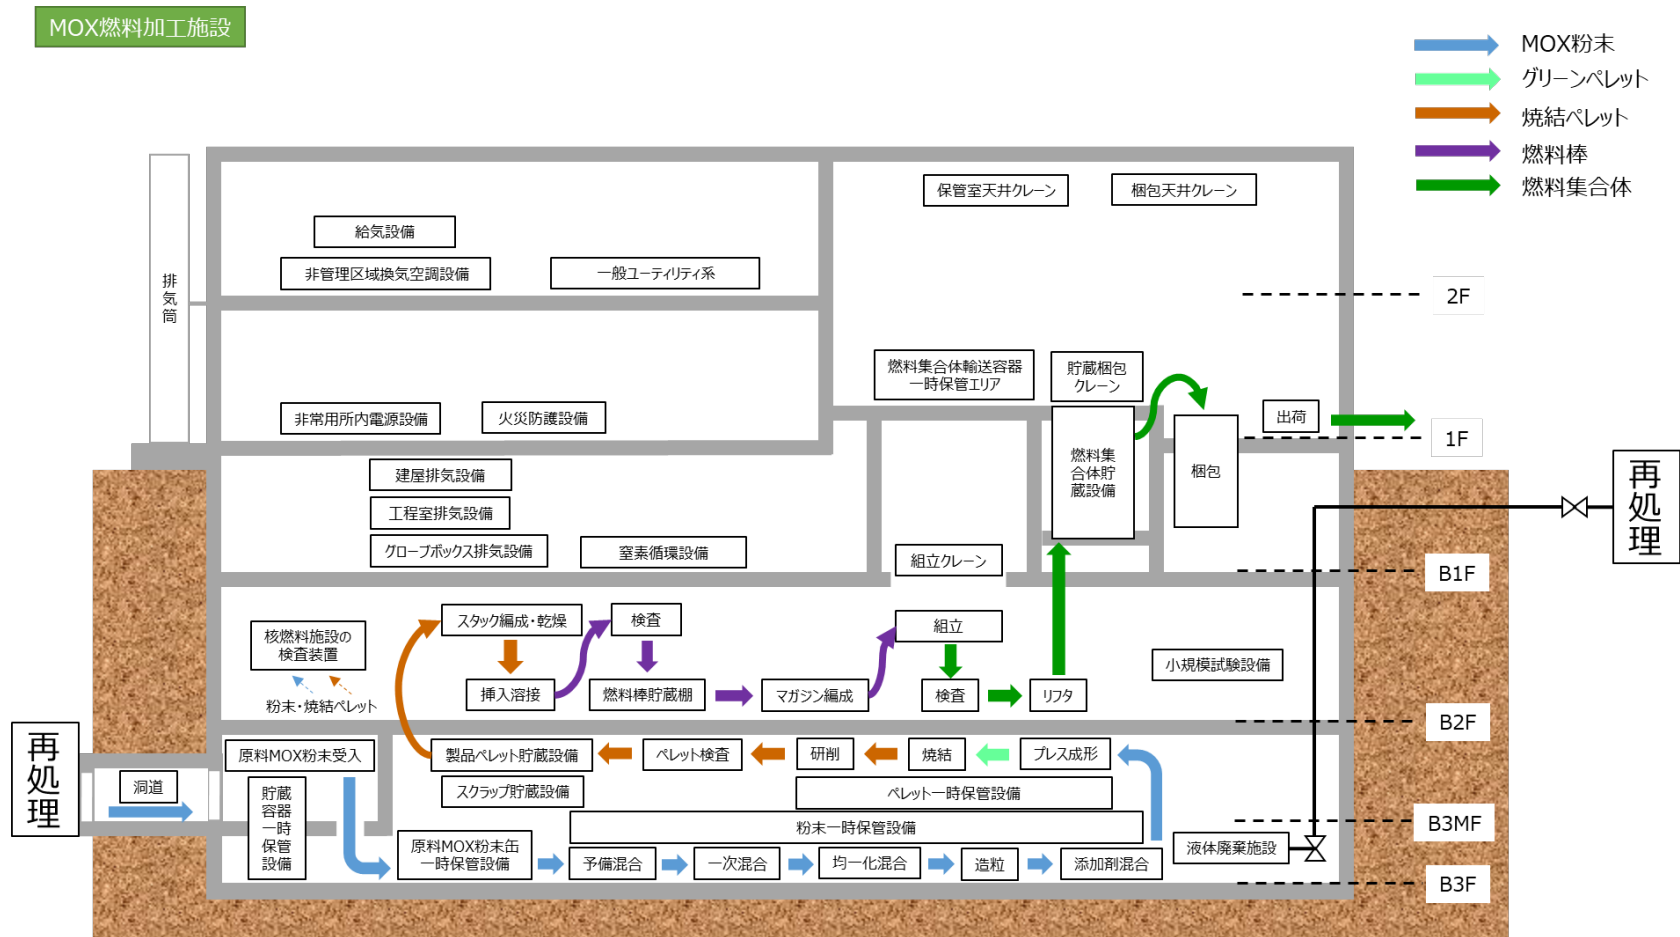 MOX燃料加工施設
MOX粉末
グリーンペレット
焼結ペレット
燃料棒
燃料集合体
保管室天井クレーン
梱包天井クレーン
給気設備
非管理区域換気空調設備
一般ユーティリティ系
排
気
筒
2F
燃料集合体輸送容器
一時保管エリア
貯蔵梱包
クレーン
非常用所内電源設備
火災防護設備
出荷
1F
燃料集
合体貯
蔵設備
梱包
建屋排気設備
工程室排気設備
グローブボックス排気設備
窒素循環設備
組立クレーン
再
処
理
B1F
スタック編成・乾燥
検査
組立
核燃料施設の
検査装置
粉末・焼結ペレット
挿入溶接
燃料棒貯蔵棚
マガジン編成
検査
リフタ
小規模試験設備
B2F
再
処
理
洞道
原料MOX粉末受入
製品ペレット貯蔵設備
ペレット検査
研削
焼結
プレス成形
貯蔵
容器
一時
保管
設備
スクラップ貯蔵設備
ペレット一時保管設備
粉末一時保管設備
B3MF
原料MOX粉末缶
一時保管設備
予備混合
一次混合
均一化混合
造粒
添加剤混合
液体廃棄施設
B3F